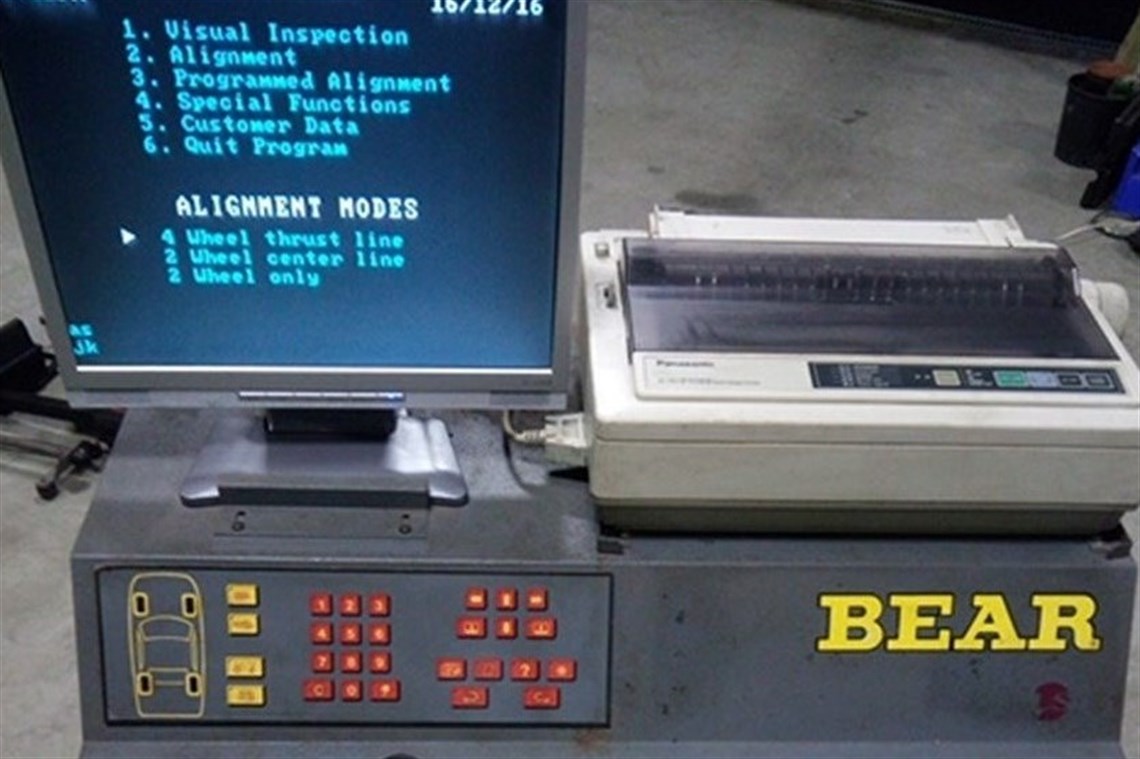 16/12/16
1. Visual Inspection
2. Alignment
3. Programmed Alignment
4. Special Functions
5. Customer Data
6. Quit Program
ALIGNMENT MODES
4 Wheel thrust line
2 Wheel center line
2 Wheel only
as
jk
Panasonic
1 2 3
4 5 6
7 8 9
C 0
?
BEAR